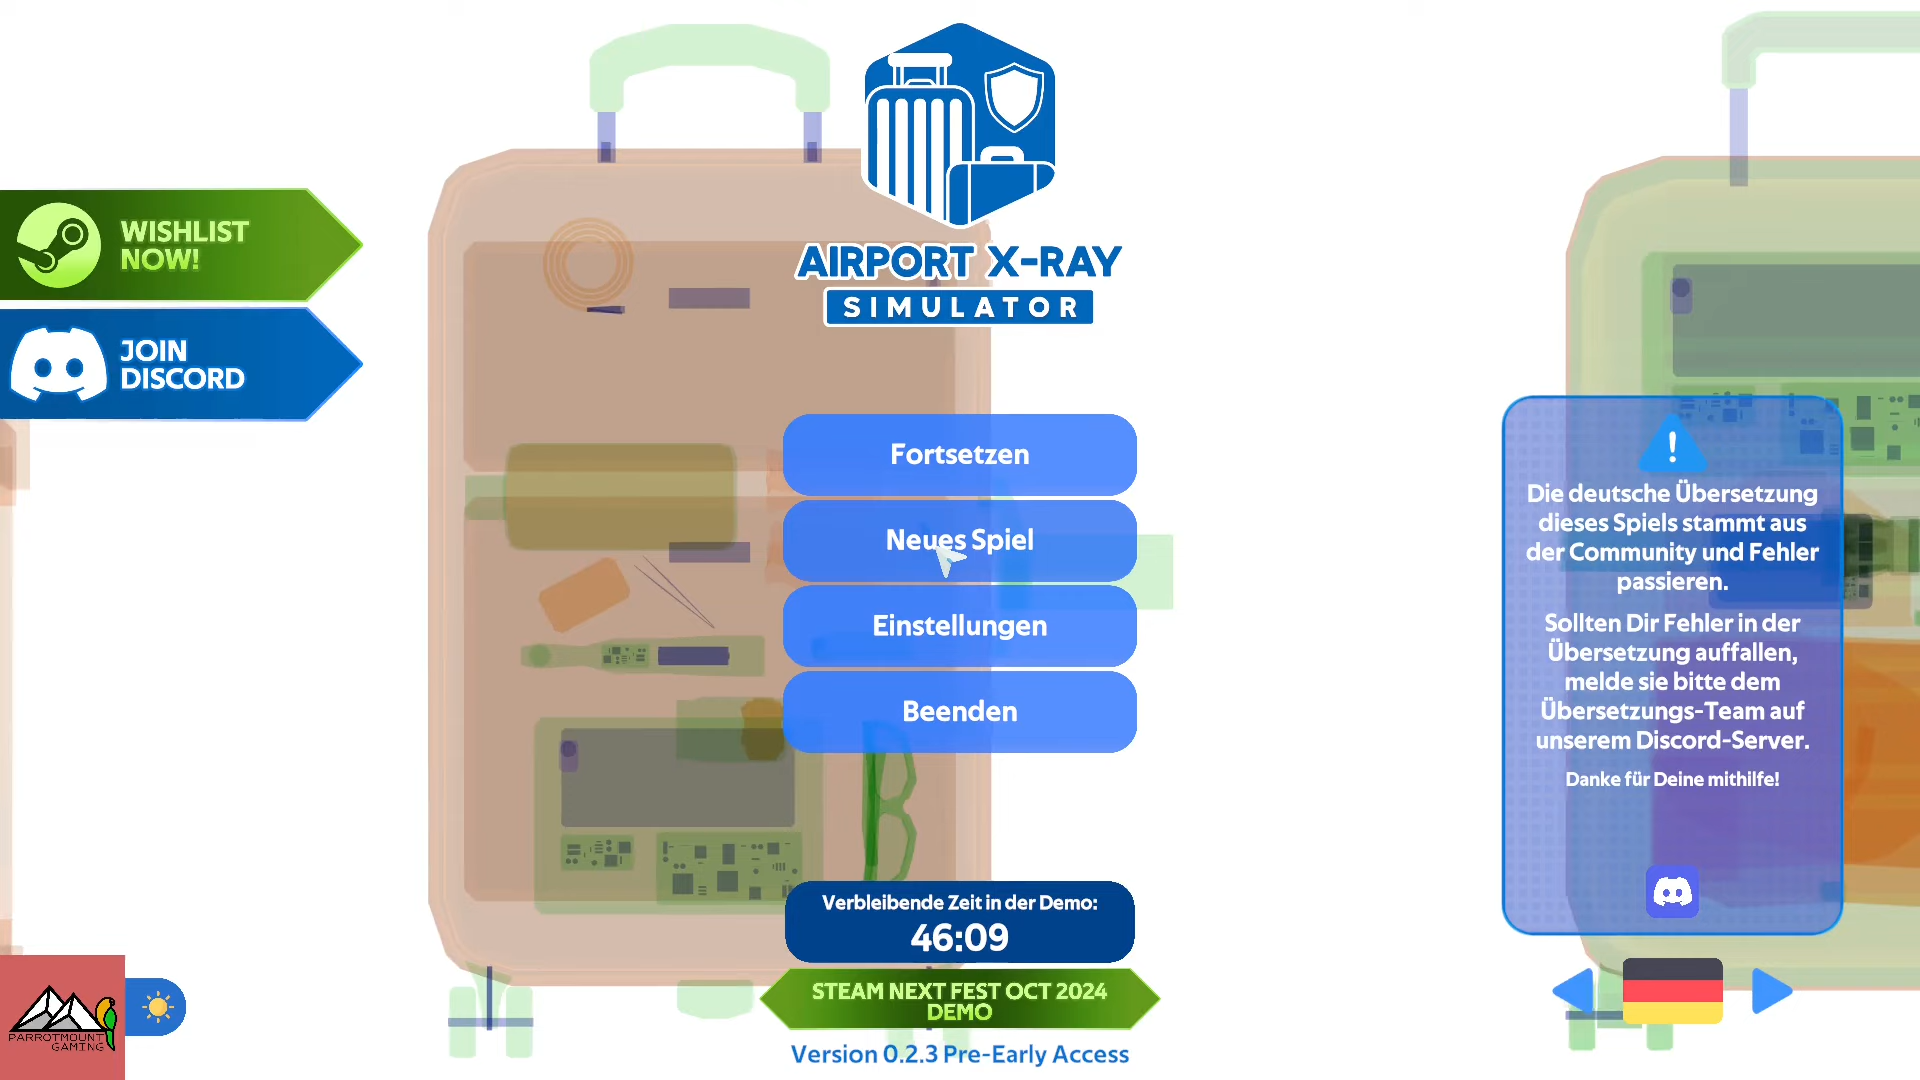 AIRPORT X-RAY
SIMULATOR
WISHLIST
NOW!
JOIN
DISCORD
Fortsetzen
Neues Spiel
Einstellungen
Beenden
Die deutsche Übersetzung
dieses Spiels stammt aus
der Community und Fehler
passieren.
Sollten Dir Fehler in der
Übersetzung auffallen,
melde sie bitte dem
Übersetzungs-Team auf
unserem Discord-Server.
Danke für Deine mithilfe!
Verbleibende Zeit in der Demo:
46:09
STEAM NEXT FEST OCT 2024
DEMO
Version 0.2.3 Pre-Early Access
PARROTMOUNT
GAMING